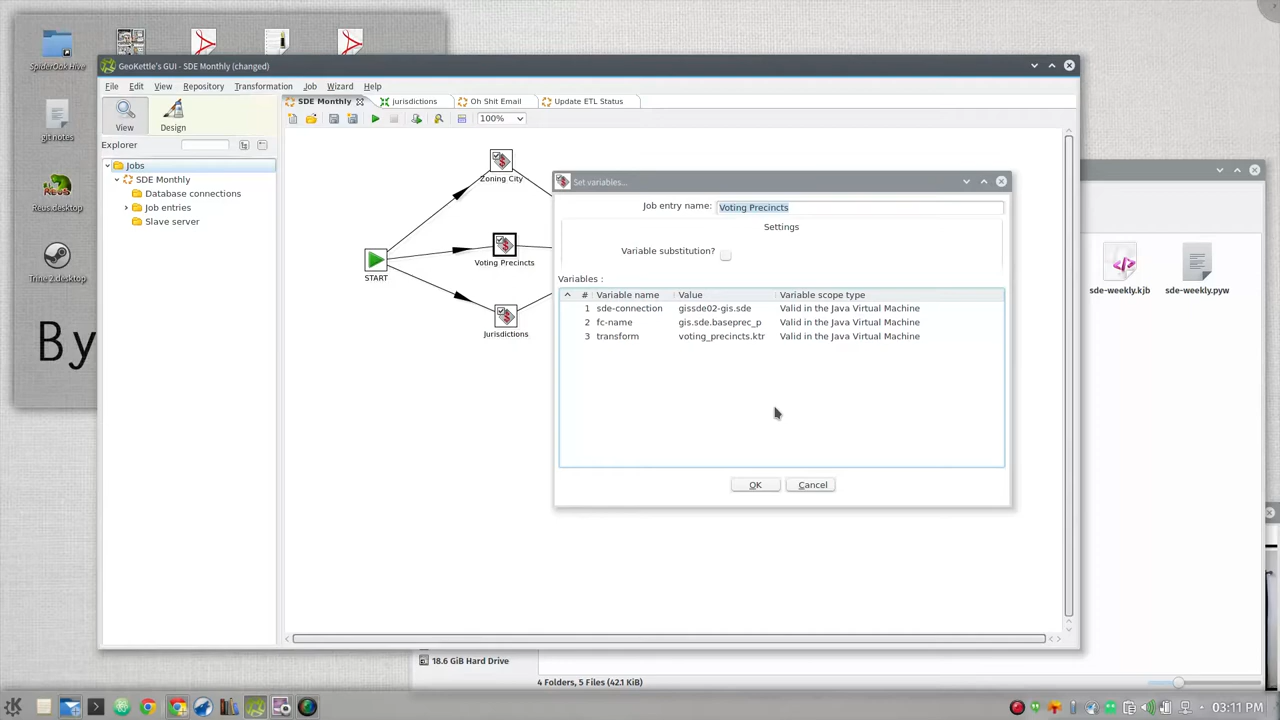 SpiderOak Hive
GeoKettle's GUI - SDE Monthly (changed)
File Edit View Repository Transformation Job Wizard Help
View Design
SDE Monthly jurisdictions Oh Shit Email Update ETL Status
100%
Explorer
Jobs
SDE Monthly
Database connections
Job entries
Slave server
git notes
Reus.desktop
Trine 2.desktop
By
Zoning City
START
Voting Precincts
Jurisdictions
Set variables...
Job entry name: Voting Precincts
Settings
Variable substitution?
Variables :
# Variable name Value Variable scope type
1 sde-connection gissde02-gis.sde Valid in the Java Virtual Machine
2 fc-name gis.sde.baseprec_p Valid in the Java Virtual Machine
3 transform voting_precincts.ktr Valid in the Java Virtual Machine
OK Cancel
sde-weekly.kjb sde-weekly.pyw
18.6 GiB Hard Drive
4 Folders, 5 Files (42.1 KiB)
03:11 PM